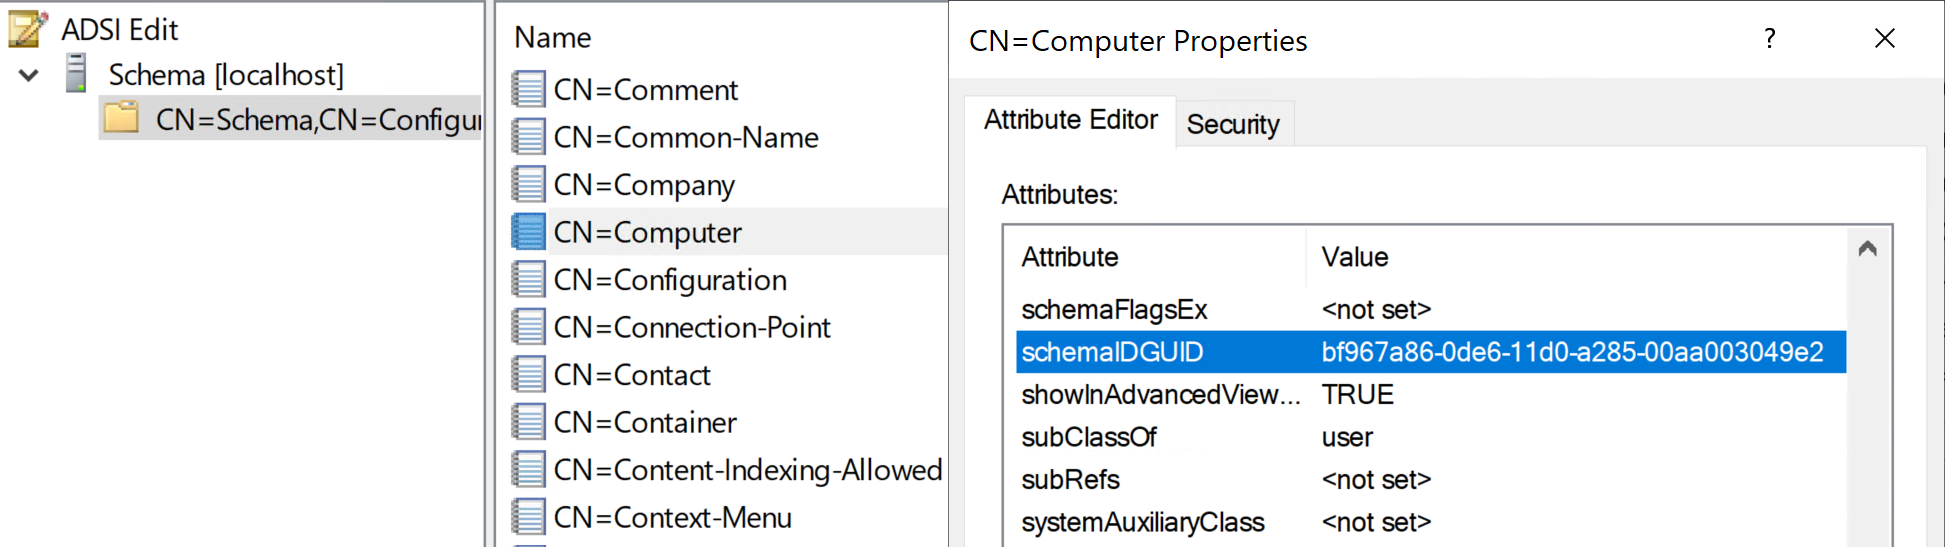 ADSI Edit
Schema [localhost]
CN=Schema,CN=Configu
Name
CN=Comment
CN=Common-Name
CN=Company
CN=Computer
CN=Configuration
CN=Connection-Point
CN=Contact
CN=Container
CN=Content-Indexing-Allowed
CN=Context-Menu
CN=Computer Properties
?
Attribute Editor
Security
Attributes:
Attribute Value
schemaFlagsEx <not set>
schemaIDGUID bf967a86-0de6-11d0-a285-00aa003049e2
showInAdvancedView... TRUE
subClassOf user
subRefs <not set>
systemAuxiliaryClass <not set>